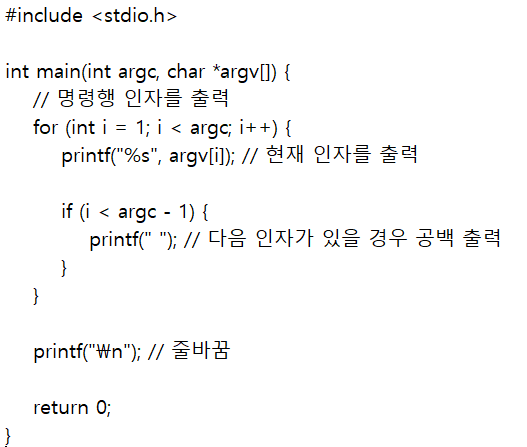 #include <stdio.h>
int main(int argc, char *argv[]) {
// 명령행 인자를 출력
for (int i = 1; i < argc; i++) {
printf("%s", argv[i]); // 현재 인자를 출력
if (i < argc - 1) {
printf(" "); // 다음 인자가 있을 경우 공백 출력
}
}
printf("₩n"); // 줄바꿈
return 0;
}